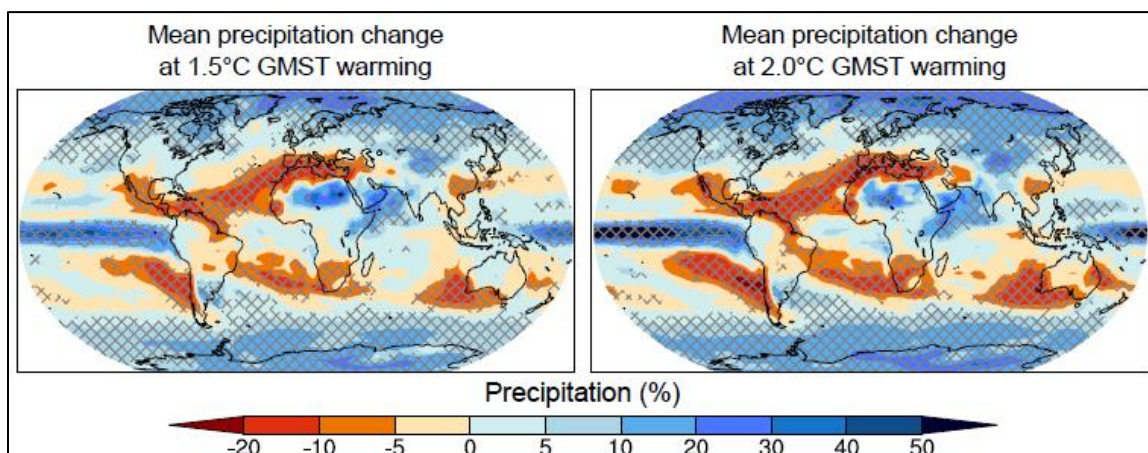 Mean precipitation change
at 1.5°C GMST warming
Mean precipitation change
at 2.0°C GMST warming
Precipitation (%)
-20 -10 -5 0 5 10 20 30 40 50